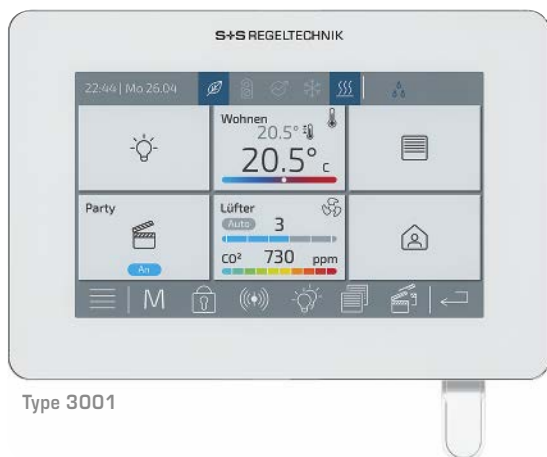 S+S REGELTECHNIK
22:44 | Mo 26.04
Wohnen
20.5°
20.5° c
Party
An
Lüfter
Auto 3
CO² 730 ppm
M
Type 3001